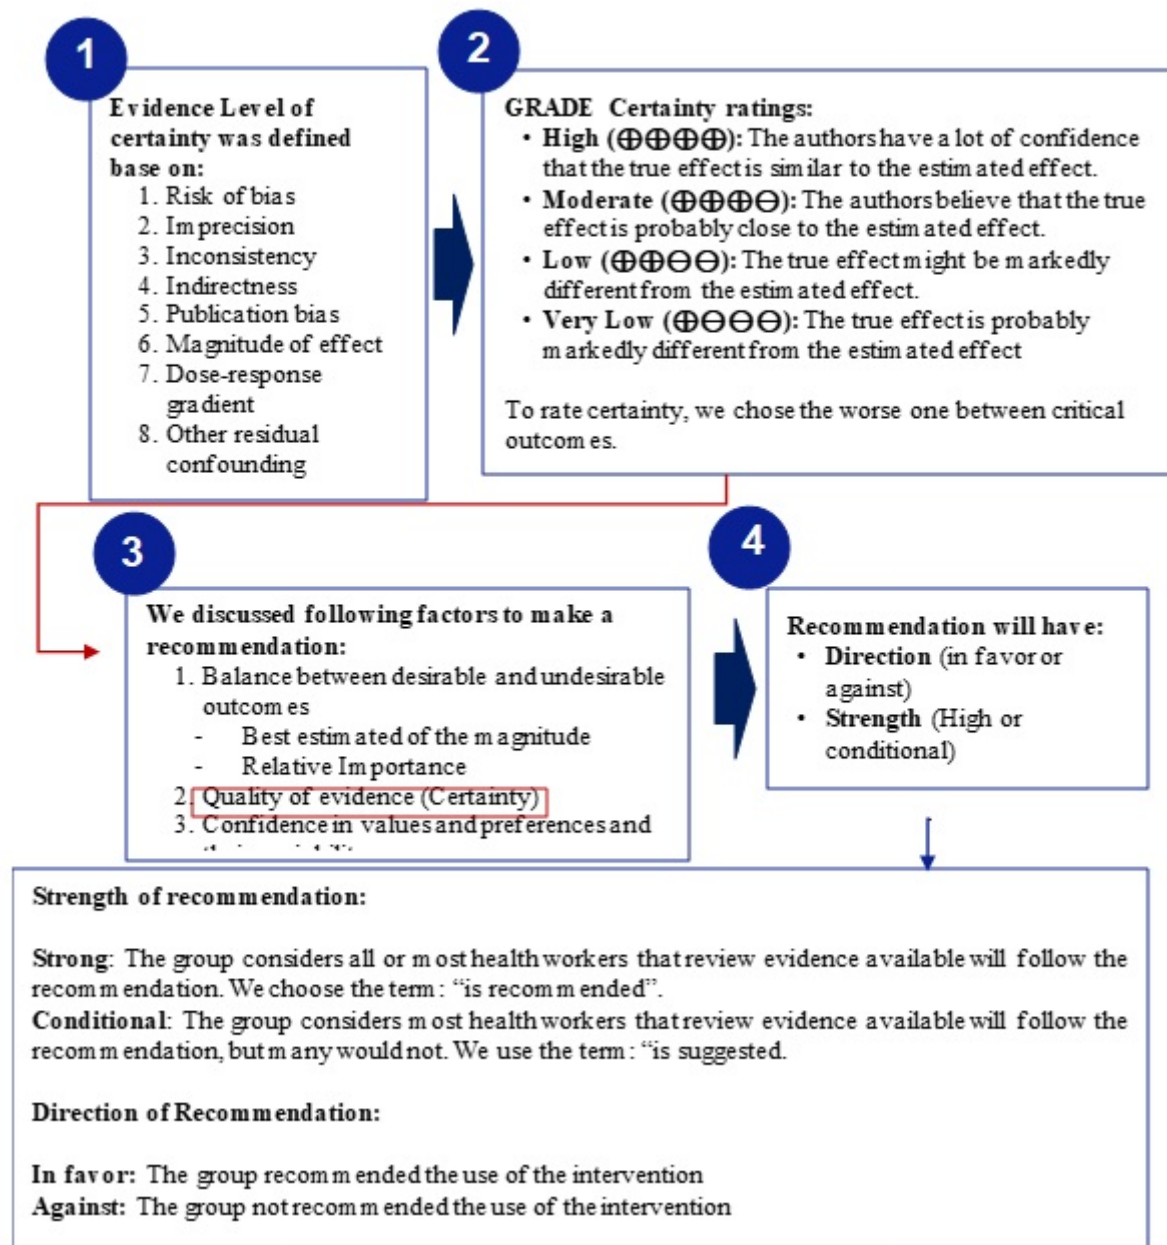 1
Evidence Level of
certainty was defined
base on:
1. Risk of bias
2. Imprecision
3. Inconsistency
4. Indirectness
5. Publication bias
6. Magnitude of effect
7. Dose-response
gradient
8. Other residual
confounding
2
GRADE Certainty ratings:
• High (⊕⊕⊕⊕): The authors have a lot of confidence
that the true effect is similar to the estimated effect.
• Moderate (⊕⊕⊕⊖): The authors believe that the true
effect is probably close to the estimated effect.
• Low (⊕⊕⊖⊖): The true effect might be markedly
different from the estimated effect.
• Very Low (⊕⊖⊖⊖): The true effect is probably
markedly different from the estimated effect
To rate certainty, we chose the worse one between critical
outcomes.
3
We discussed following factors to make a
recommendation:
1. Balance between desirable and undesirable
outcomes
- Best estimated of the magnitude
- Relative Importance
2. Quality of evidence (Certainty)
3. Confidence in values and preferences and
4
Recommendation will have:
• Direction (in favor or
against)
• Strength (High or
conditional)
Strength of recommendation:
Strong: The group considers all or most health workers that review evidence available will follow the
recommendation. We choose the term: “is recommended”.
Conditional: The group considers most health workers that review evidence available will follow the
recommendation, but many would not. We use the term: “is suggested.
Direction of Recommendation:
In favor: The group recommended the use of the intervention
Against: The group not recommended the use of the intervention